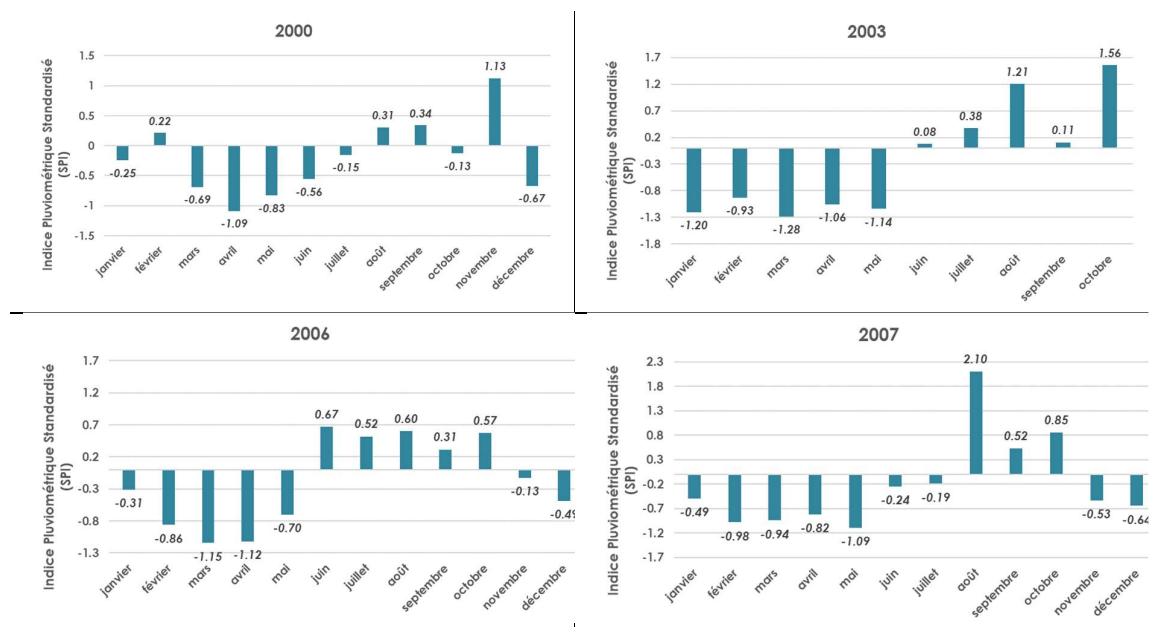 2000
Indice Pluviométrique Standardisé
(SPI)
1.5
1
0.5
0
-0.5
-1
-1.5
-0.25
0.22
-0.69
-1.09
-0.83
-0.56
-0.15
0.31
0.34
-0.13
1.13
-0.67
janvier
février
mars
avril
mai
juin
juillet
août
septembre
octobre
novembre
décembre
2003
Indice Pluviométrique Standardisé
(SPI)
1.7
1.2
0.7
0.2
-0.3
-0.8
-1.3
-1.8
-1.20
-0.93
-1.28
-1.06
-1.14
0.08
0.38
1.21
0.11
1.56
janvier
février
mars
avril
mai
juin
juillet
août
septembre
octobre
2006
Indice Pluviométrique Standardisé
(SPI)
1.7
1.2
0.7
0.2
-0.3
-0.8
-1.3
-0.31
-0.86
-1.15
-1.12
-0.70
0.67
0.52
0.60
0.31
0.57
-0.13
-0.49
janvier
février
mars
avril
mai
juin
juillet
août
septembre
octobre
novembre
décembre
2007
Indice Pluviométrique Standardisé
(SPI)
2.3
1.8
1.3
0.8
0.3
-0.2
-0.7
-1.2
-1.7
-0.49
-0.98
-0.94
-0.82
-1.09
-0.24
-0.19
2.10
0.52
0.85
-0.53
-0.64
janvier
février
mars
avril
mai
juin
juillet
août
septembre
octobre
novembre
décembre